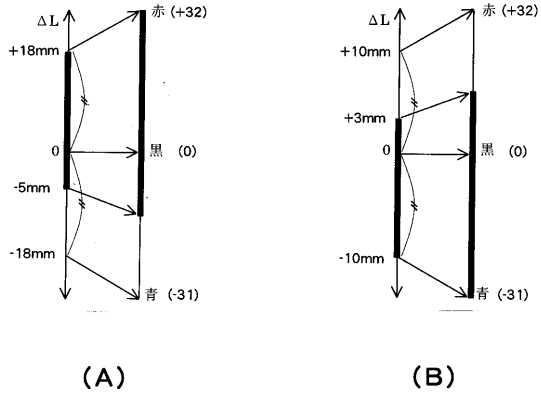 ΔL
赤 (+32)
+18mm
0
黒 (0)
-5mm
-18mm
青 (-31)
(A)
ΔL
赤 (+32)
+10mm
+3mm
0
黒 (0)
-10mm
青 (-31)
(B)